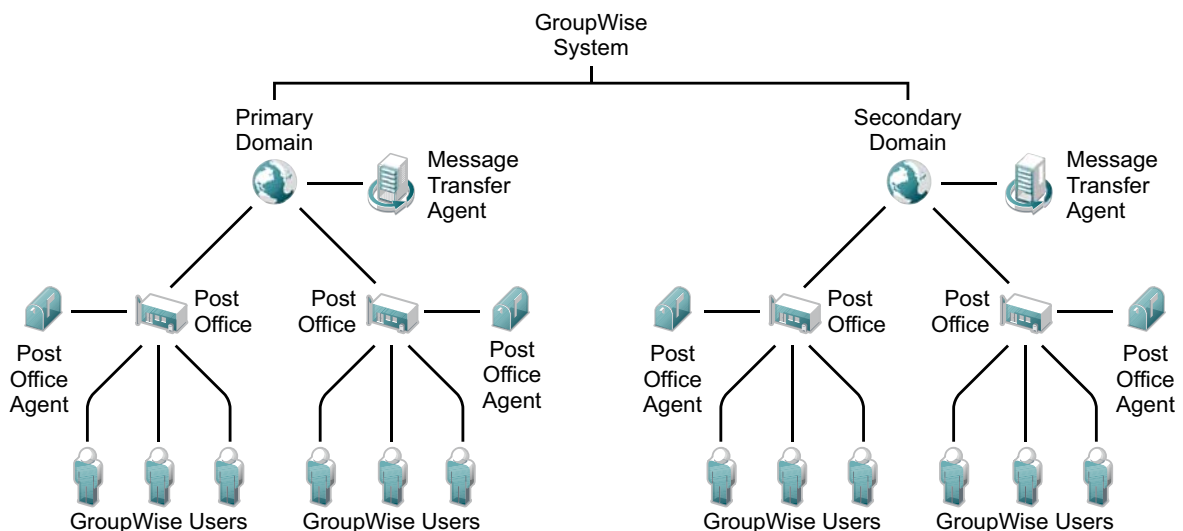 GroupWise
System
Primary
Domain
Message
Transfer
Agent
Secondary
Domain
Message
Transfer
Agent
Post
Office
Post
Office
Agent
Post
Office
Post
Office
Agent
Post
Office
Post
Office
Agent
Post
Office
Post
Office
Agent
GroupWise Users
GroupWise Users
GroupWise Users
GroupWise Users